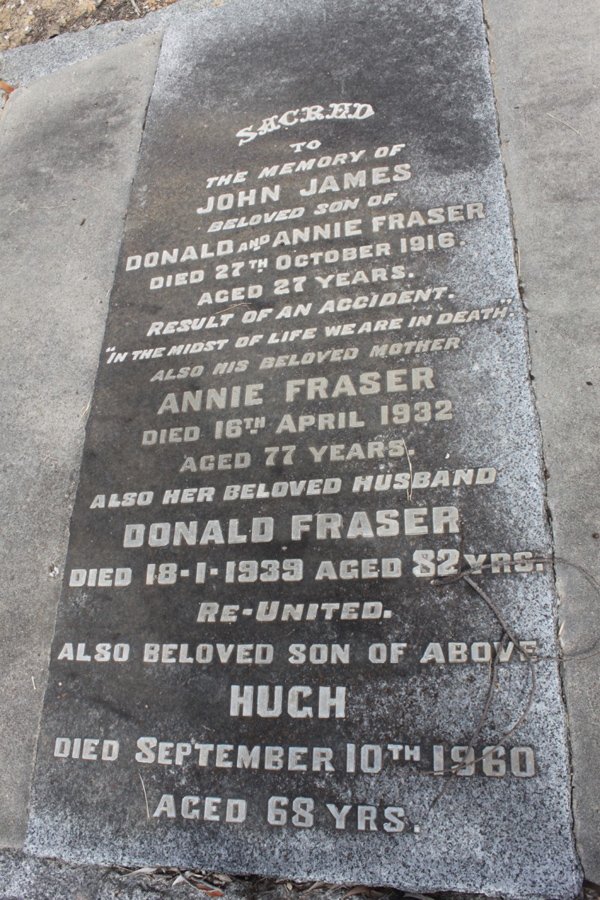 SACRED
TO
THE MEMORY OF
JOHN JAMES
BELOVED SON OF
DONALD AND ANNIE FRASER
DIED 27TH OCTOBER 1916.
AGED 27 YEARS.
RESULT OF AN ACCIDENT.
"IN THE MIDST OF LIFE WE ARE IN DEATH".
ALSO HIS BELOVED MOTHER
ANNIE FRASER
DIED 16TH APRIL 1932
AGED 77 YEARS.
ALSO HER BELOVED HUSBAND
DONALD FRASER
DIED 18-1-1939 AGED 82 YRS.
RE-UNITED.
ALSO BELOVED SON OF ABOVE
HUGH
DIED SEPTEMBER 10TH 1960
AGED 68 YRS.